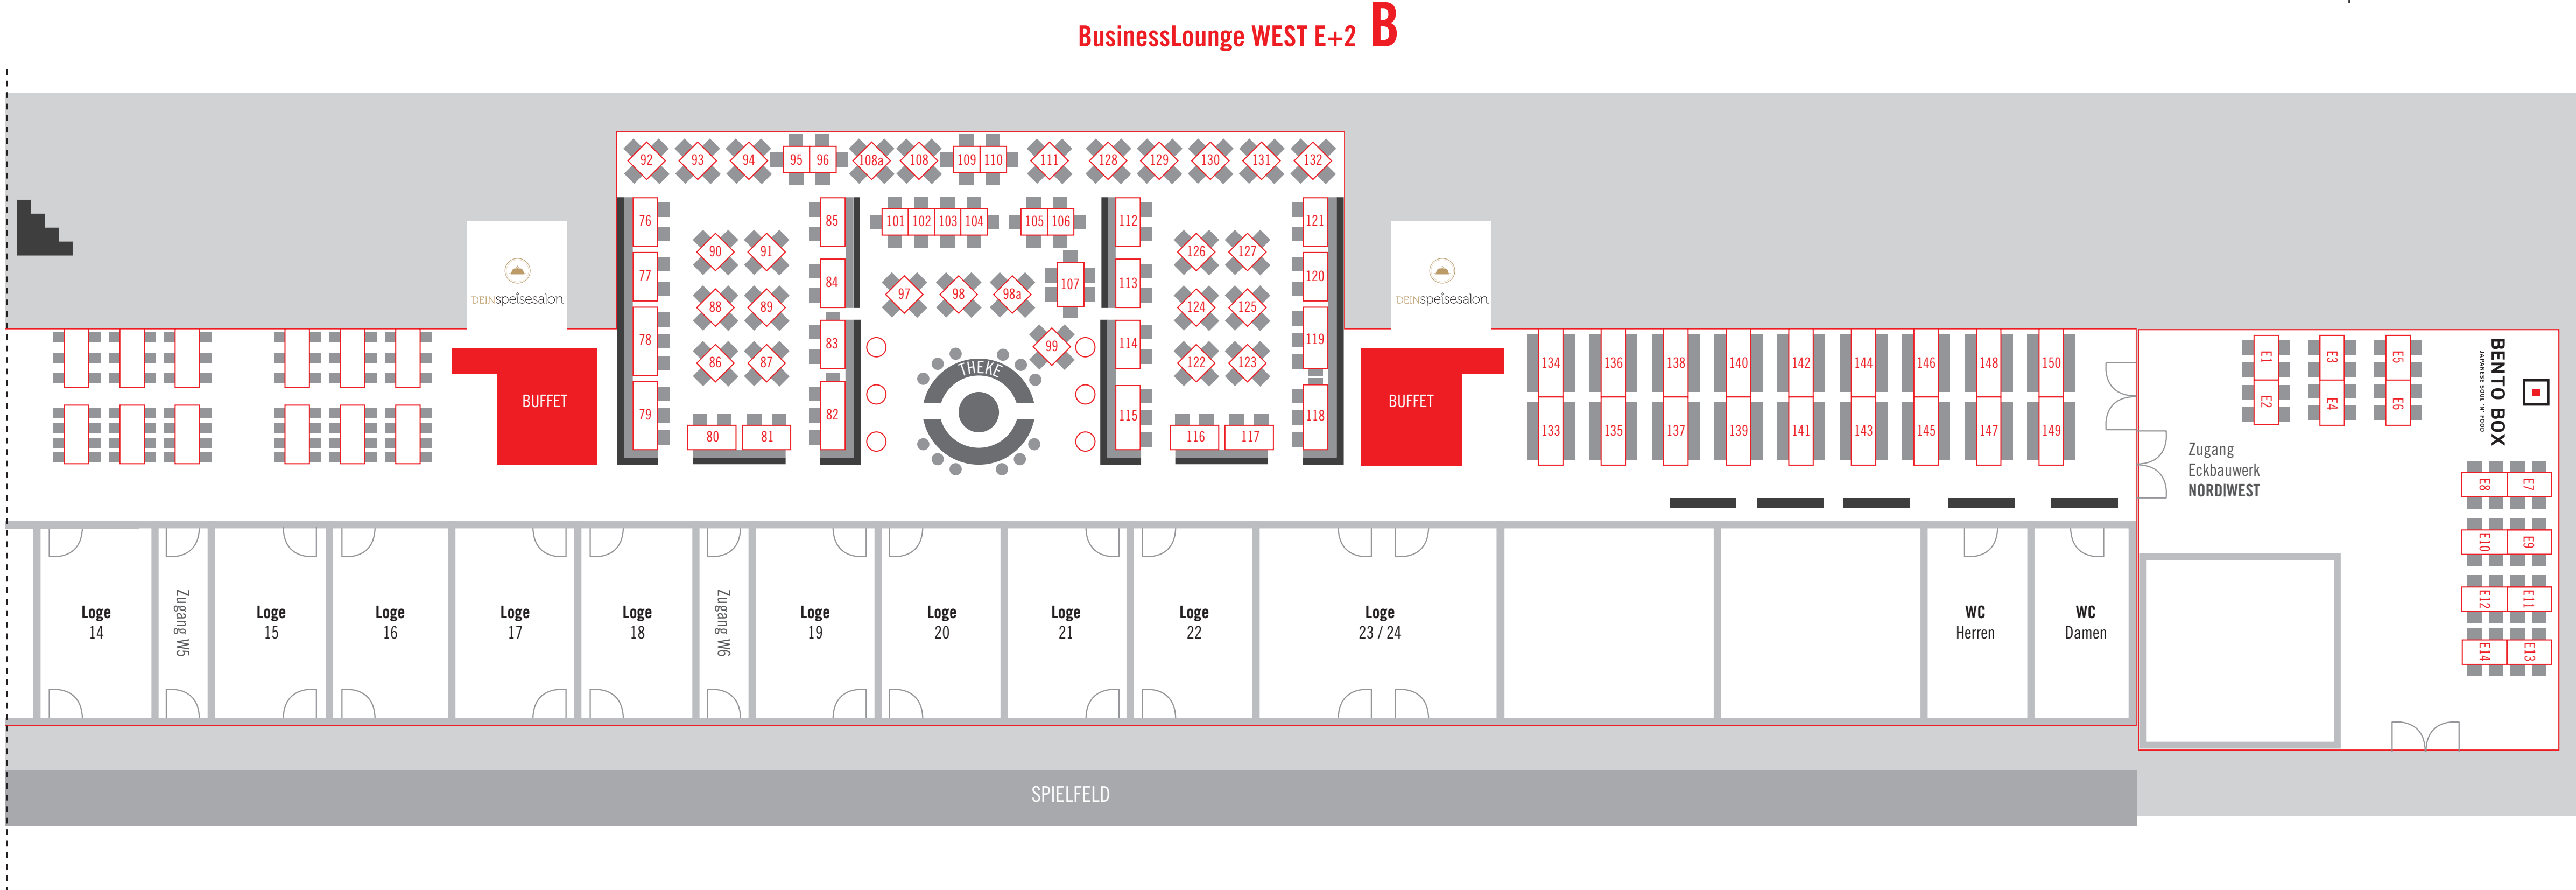 BusinessLounge WEST E+2 B
92 93 94 95 96 108a 108 109 110 111 128 129 130 131 132
76 85 101 102 103 104 105 106 112 121
90 91 126 127
77 84 97 98 98a 107 113 120
88 89 124 125
78 83 99 114 119
86 87 122 123
79 82 115 118
80 81 116 117
THEKE
DEINspeisesalon
DEINspeisesalon
BUFFET
BUFFET
134 136 138 140 142 144 146 148 150
133 135 137 139 141 143 145 147 149
E1 E3 E5
E2 E4 E6
BENTO BOX
JAPANESE SOUL 'N' FOOD
Zugang
Eckbauwerk
NORD|WEST
E8 E7
E10 E9
E12 E11
E14 E13
Loge
14
Zugang W5
Loge
15
Loge
16
Loge
17
Loge
18
Zugang W6
Loge
19
Loge
20
Loge
21
Loge
22
Loge
23 / 24
WC
Herren
WC
Damen
SPIELFELD